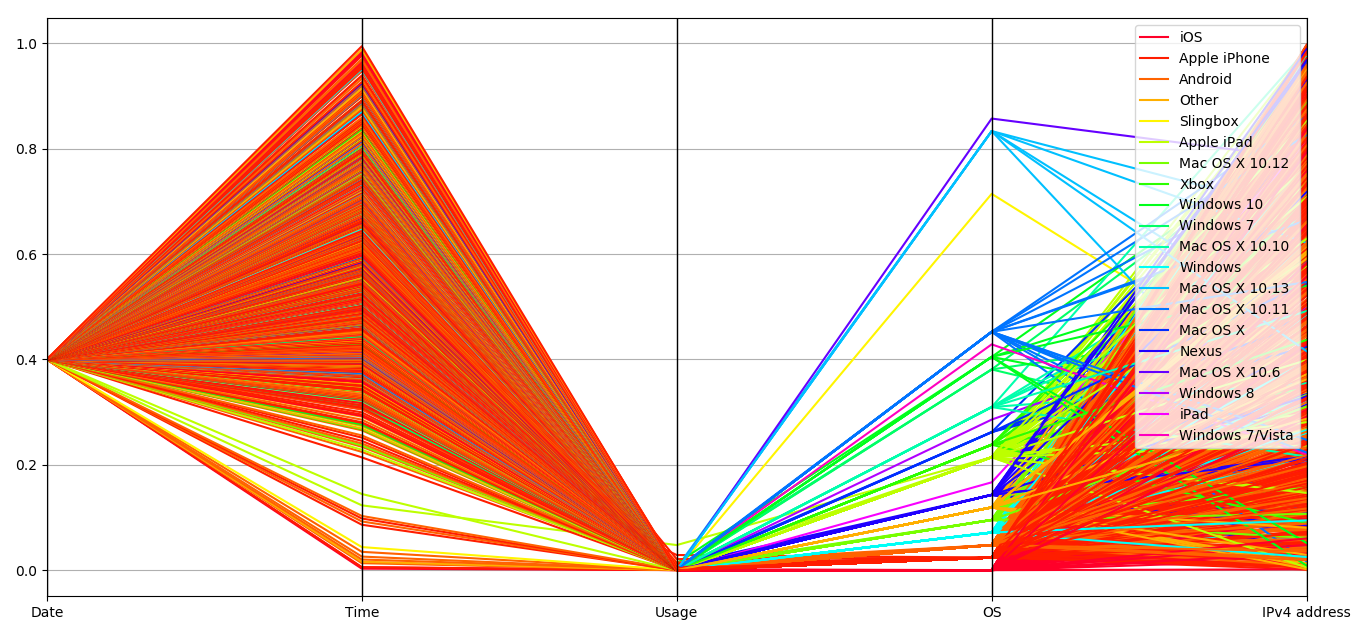 1.0
0.8
0.6
0.4
0.2
0.0
Date
Time
Usage
OS
IPv4 address
iOS
Apple iPhone
Android
Other
Slingbox
Apple iPad
Mac OS X 10.12
Xbox
Windows 10
Windows 7
Mac OS X 10.10
Windows
Mac OS X 10.13
Mac OS X 10.11
Mac OS X
Nexus
Mac OS X 10.6
Windows 8
iPad
Windows 7/Vista